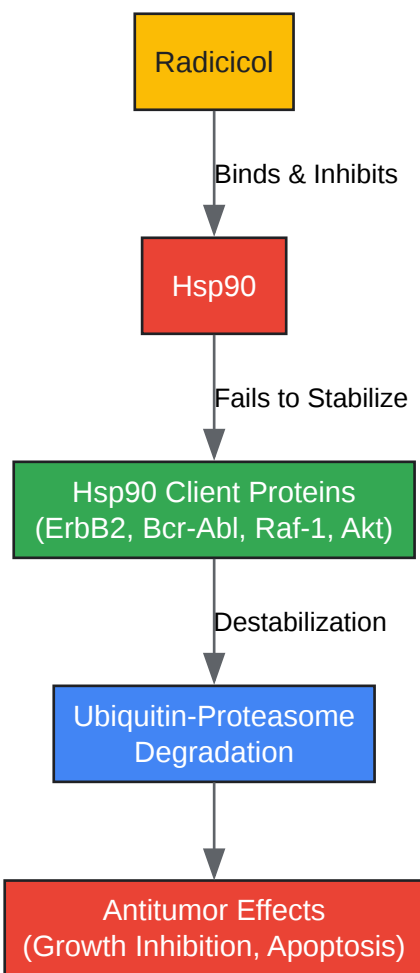 Radicicol
Binds & Inhibits
Hsp90
Fails to Stabilize
Hsp90 Client Proteins
(ErbB2, Bcr-Abl, Raf-1, Akt)
Destabilization
Ubiquitin-Proteasome
Degradation
Antitumor Effects
(Growth Inhibition, Apoptosis)